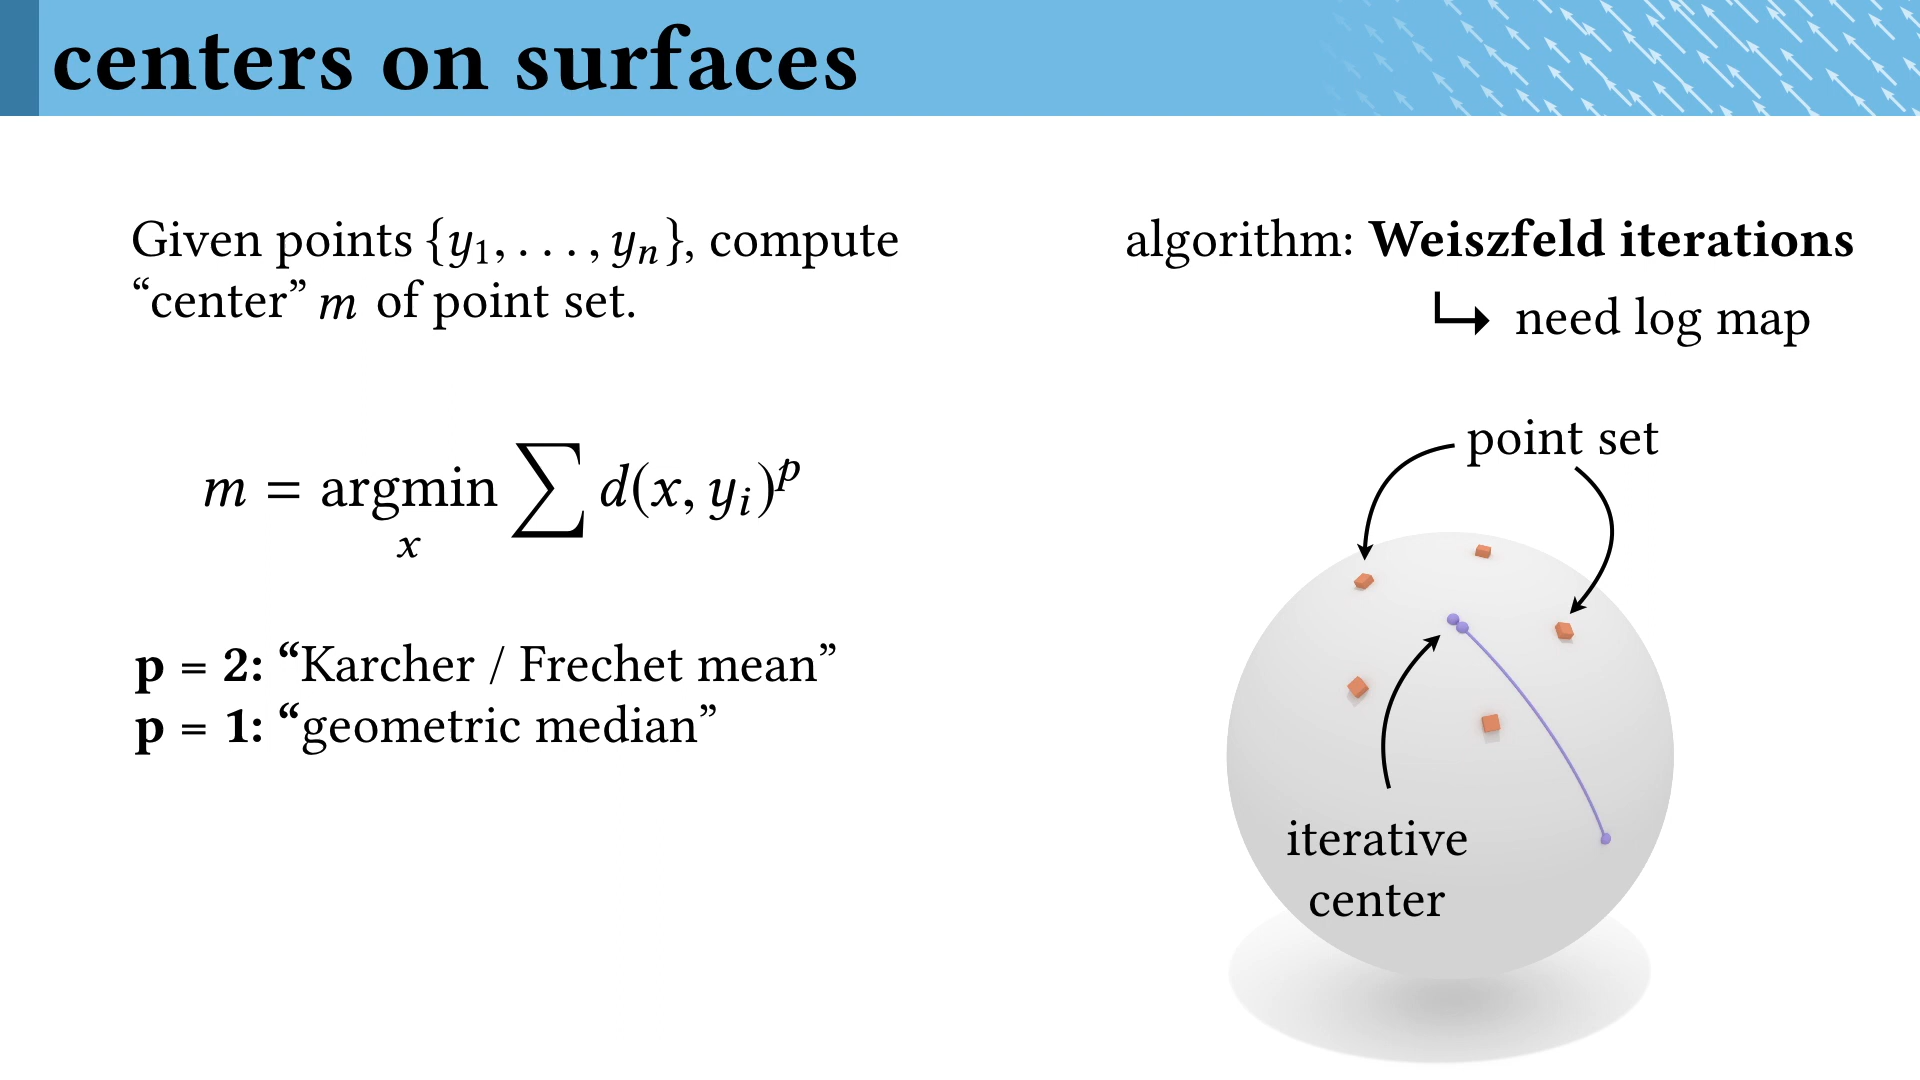 centers on surfaces
Given points {y₁, . . . , yₙ}, compute
“center” m of point set.
m = argmin ∑ d(x, yᵢ)ᵖ
x
p = 2: “Karcher / Frechet mean”
p = 1: “geometric median”
algorithm: Weiszfeld iterations
need log map
point set
iterative
center